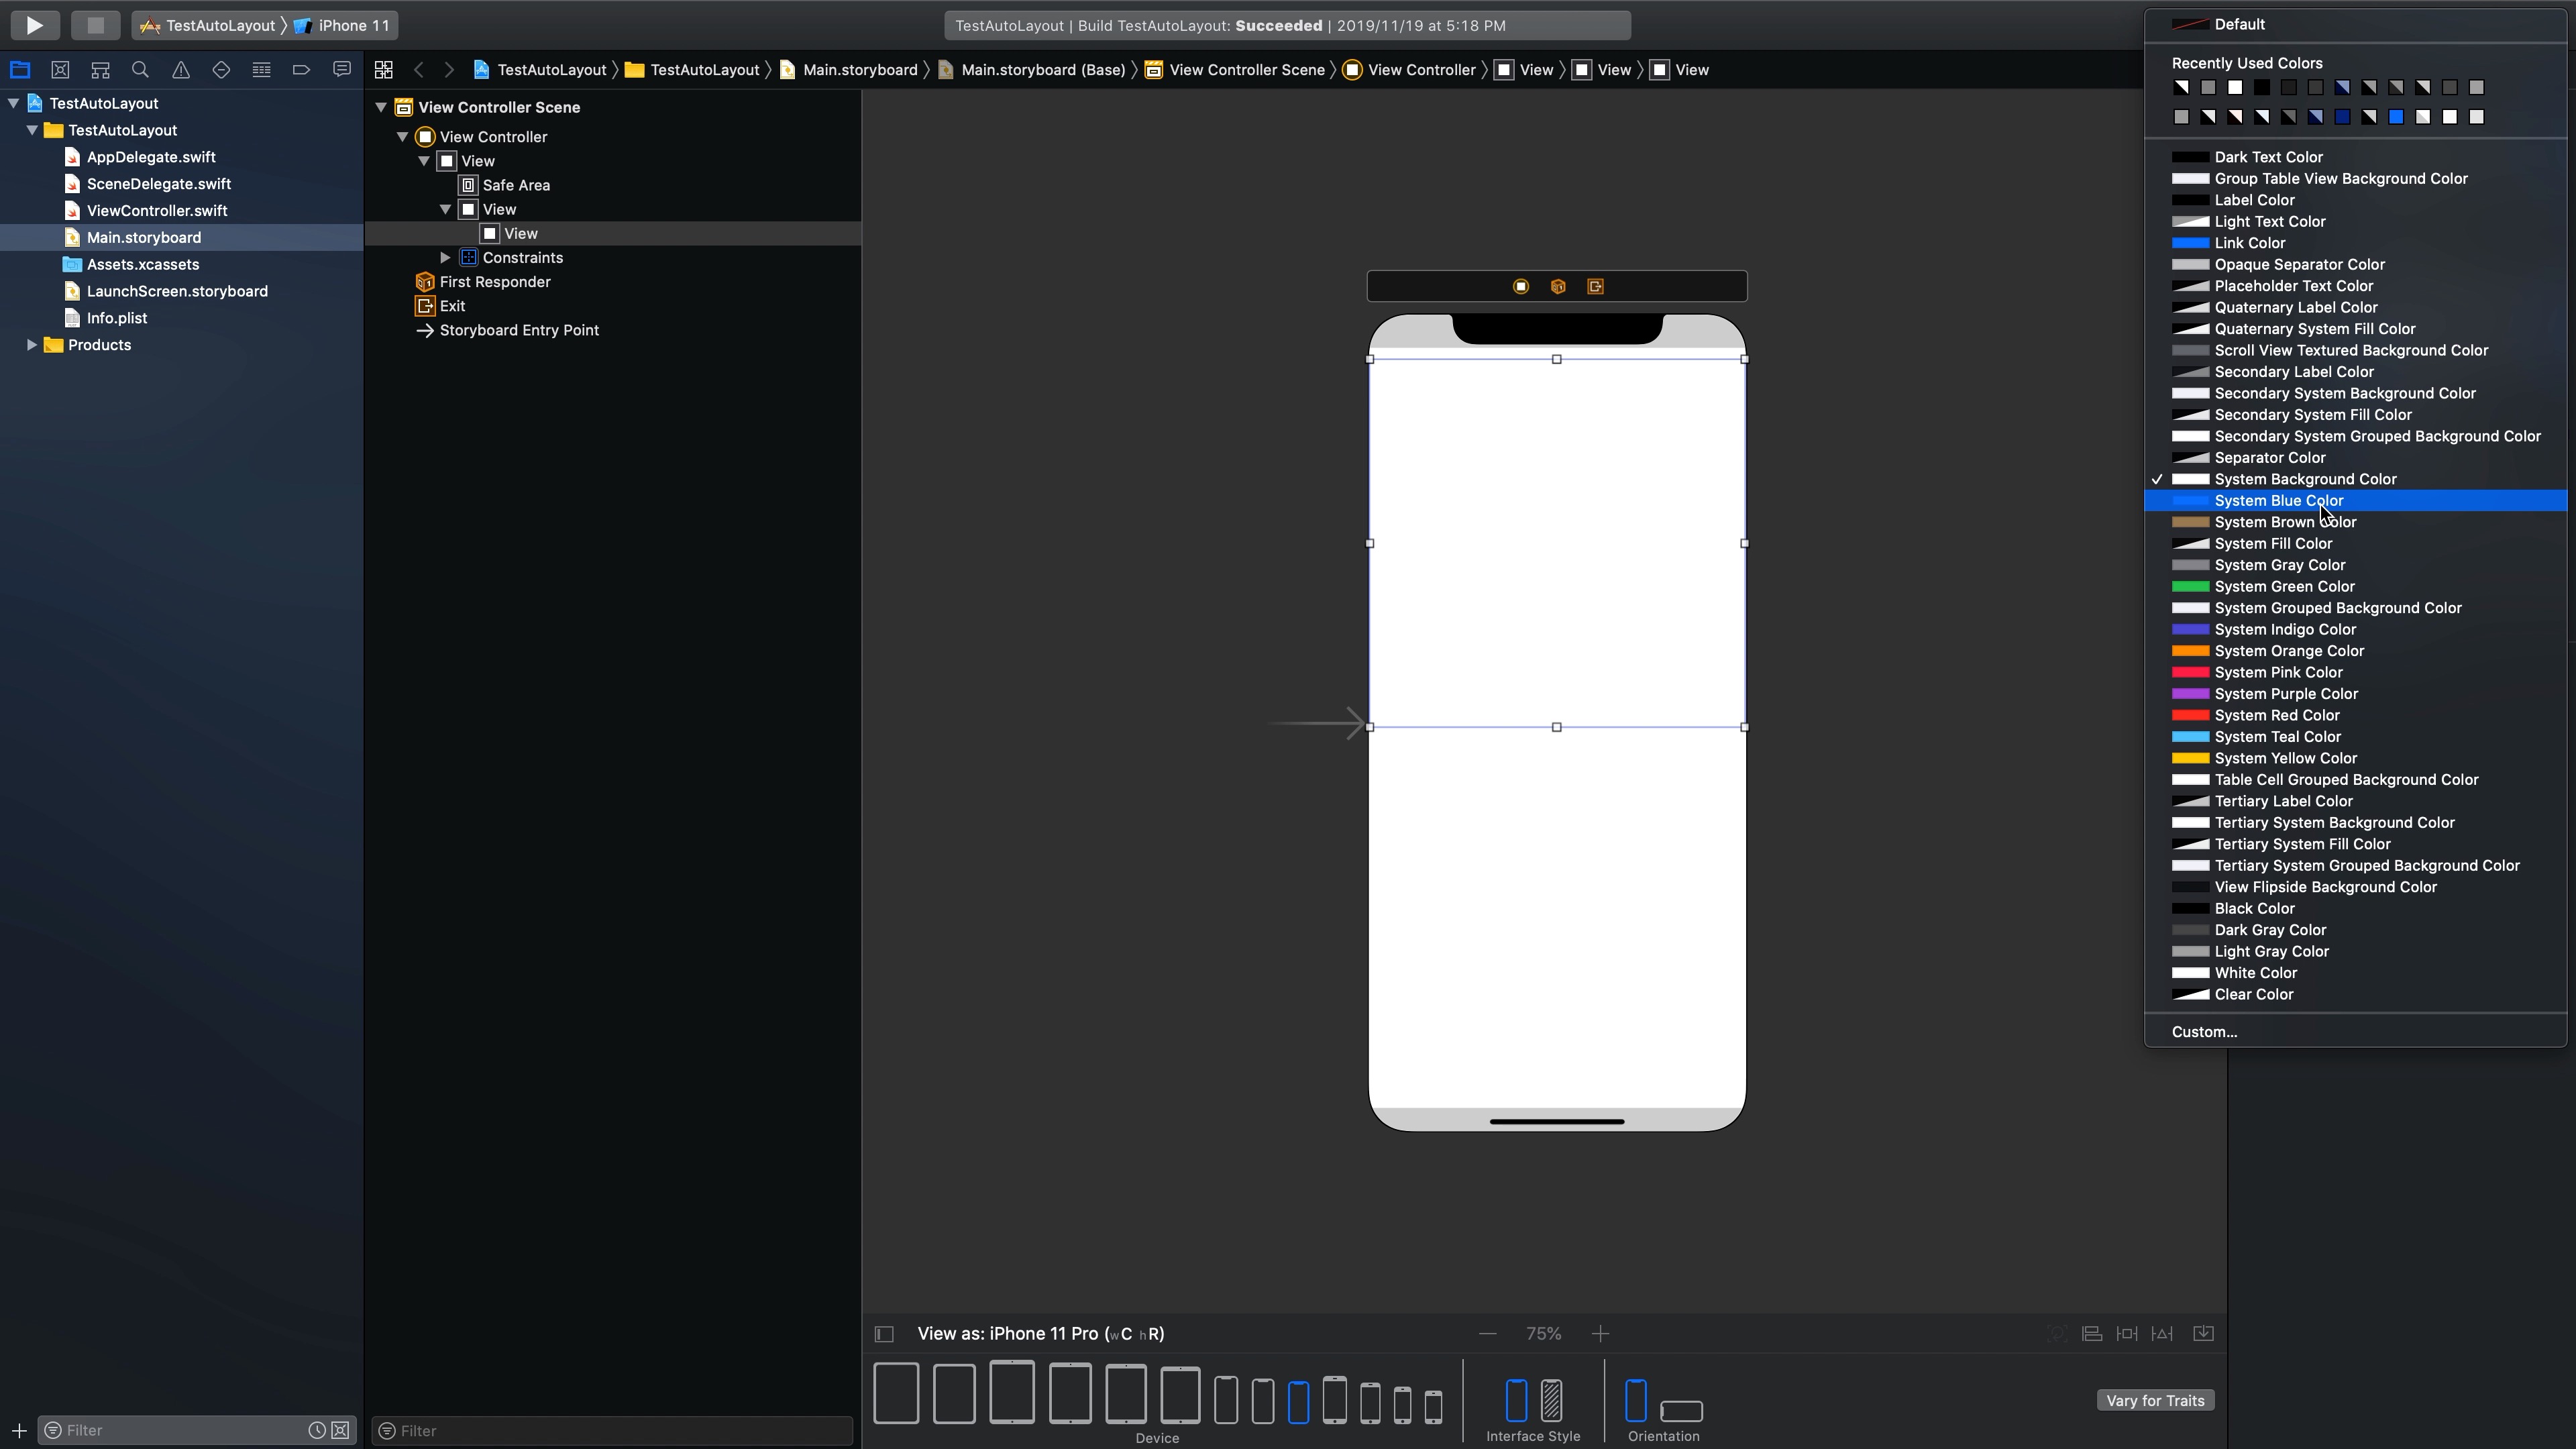 TestAutoLayout 〉 iPhone 11
TestAutoLayout | Build TestAutoLayout: Succeeded | 2019/11/19 at 5:18 PM
TestAutoLayout 〉 TestAutoLayout 〉 Main.storyboard 〉 Main.storyboard (Base) 〉 View Controller Scene 〉 View Controller 〉 View 〉 View 〉 View
TestAutoLayout
TestAutoLayout
AppDelegate.swift
SceneDelegate.swift
ViewController.swift
Main.storyboard
Assets.xcassets
LaunchScreen.storyboard
Info.plist
Products
Filter
View Controller Scene
View Controller
View
Safe Area
View
View
Constraints
First Responder
Exit
Storyboard Entry Point
Filter
View as: iPhone 11 Pro (wC hR)
75%
Device
Interface Style
Orientation
Vary for Traits
Default
Recently Used Colors
Dark Text Color
Group Table View Background Color
Label Color
Light Text Color
Link Color
Opaque Separator Color
Placeholder Text Color
Quaternary Label Color
Quaternary System Fill Color
Scroll View Textured Background Color
Secondary Label Color
Secondary System Background Color
Secondary System Fill Color
Secondary System Grouped Background Color
Separator Color
✓ System Background Color
System Blue Color
System Brown Color
System Fill Color
System Gray Color
System Green Color
System Grouped Background Color
System Indigo Color
System Orange Color
System Pink Color
System Purple Color
System Red Color
System Teal Color
System Yellow Color
Table Cell Grouped Background Color
Tertiary Label Color
Tertiary System Background Color
Tertiary System Fill Color
Tertiary System Grouped Background Color
View Flipside Background Color
Black Color
Dark Gray Color
Light Gray Color
White Color
Clear Color
Custom...